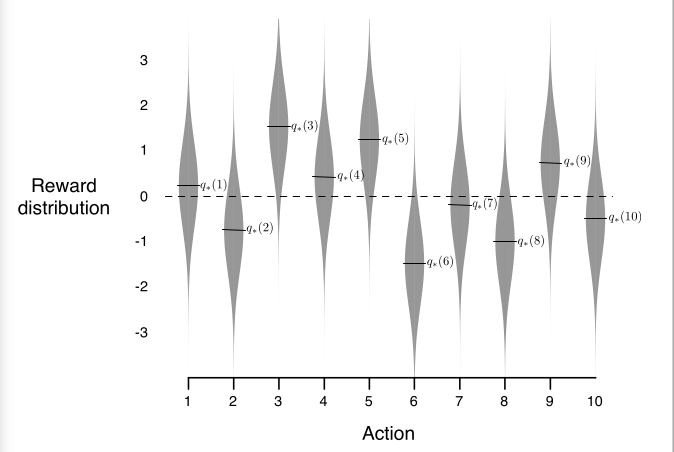 3
2
1
0
-1
-2
-3
Reward
distribution
q*(1)
q*(2)
q*(3)
q*(4)
q*(5)
q*(6)
q*(7)
q*(8)
q*(9)
q*(10)
1 2 3 4 5 6 7 8 9 10
Action